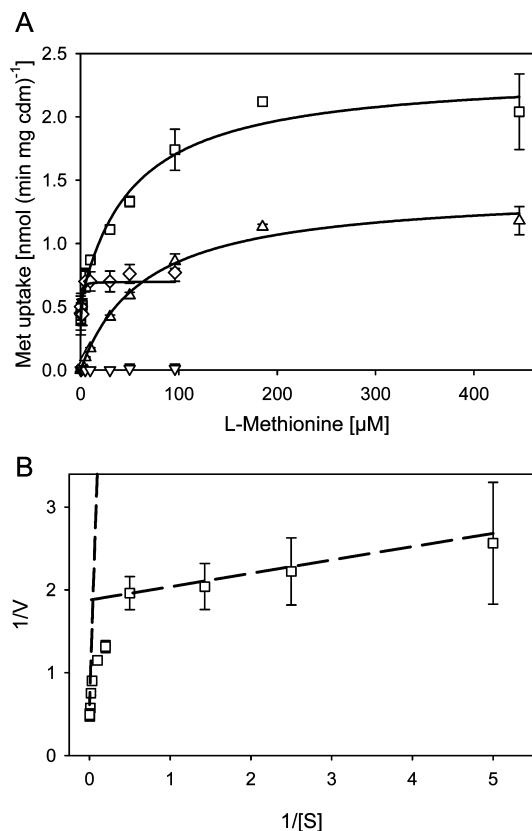 A
Met uptake [nmol (min mg cdm)⁻¹]
2.5
2.0
1.5
1.0
0.5
0.0
0 100 200 300 400
L-Methionine [µM]
B
1/V
3
2
1
0
0 1 2 3 4 5
1/[S]